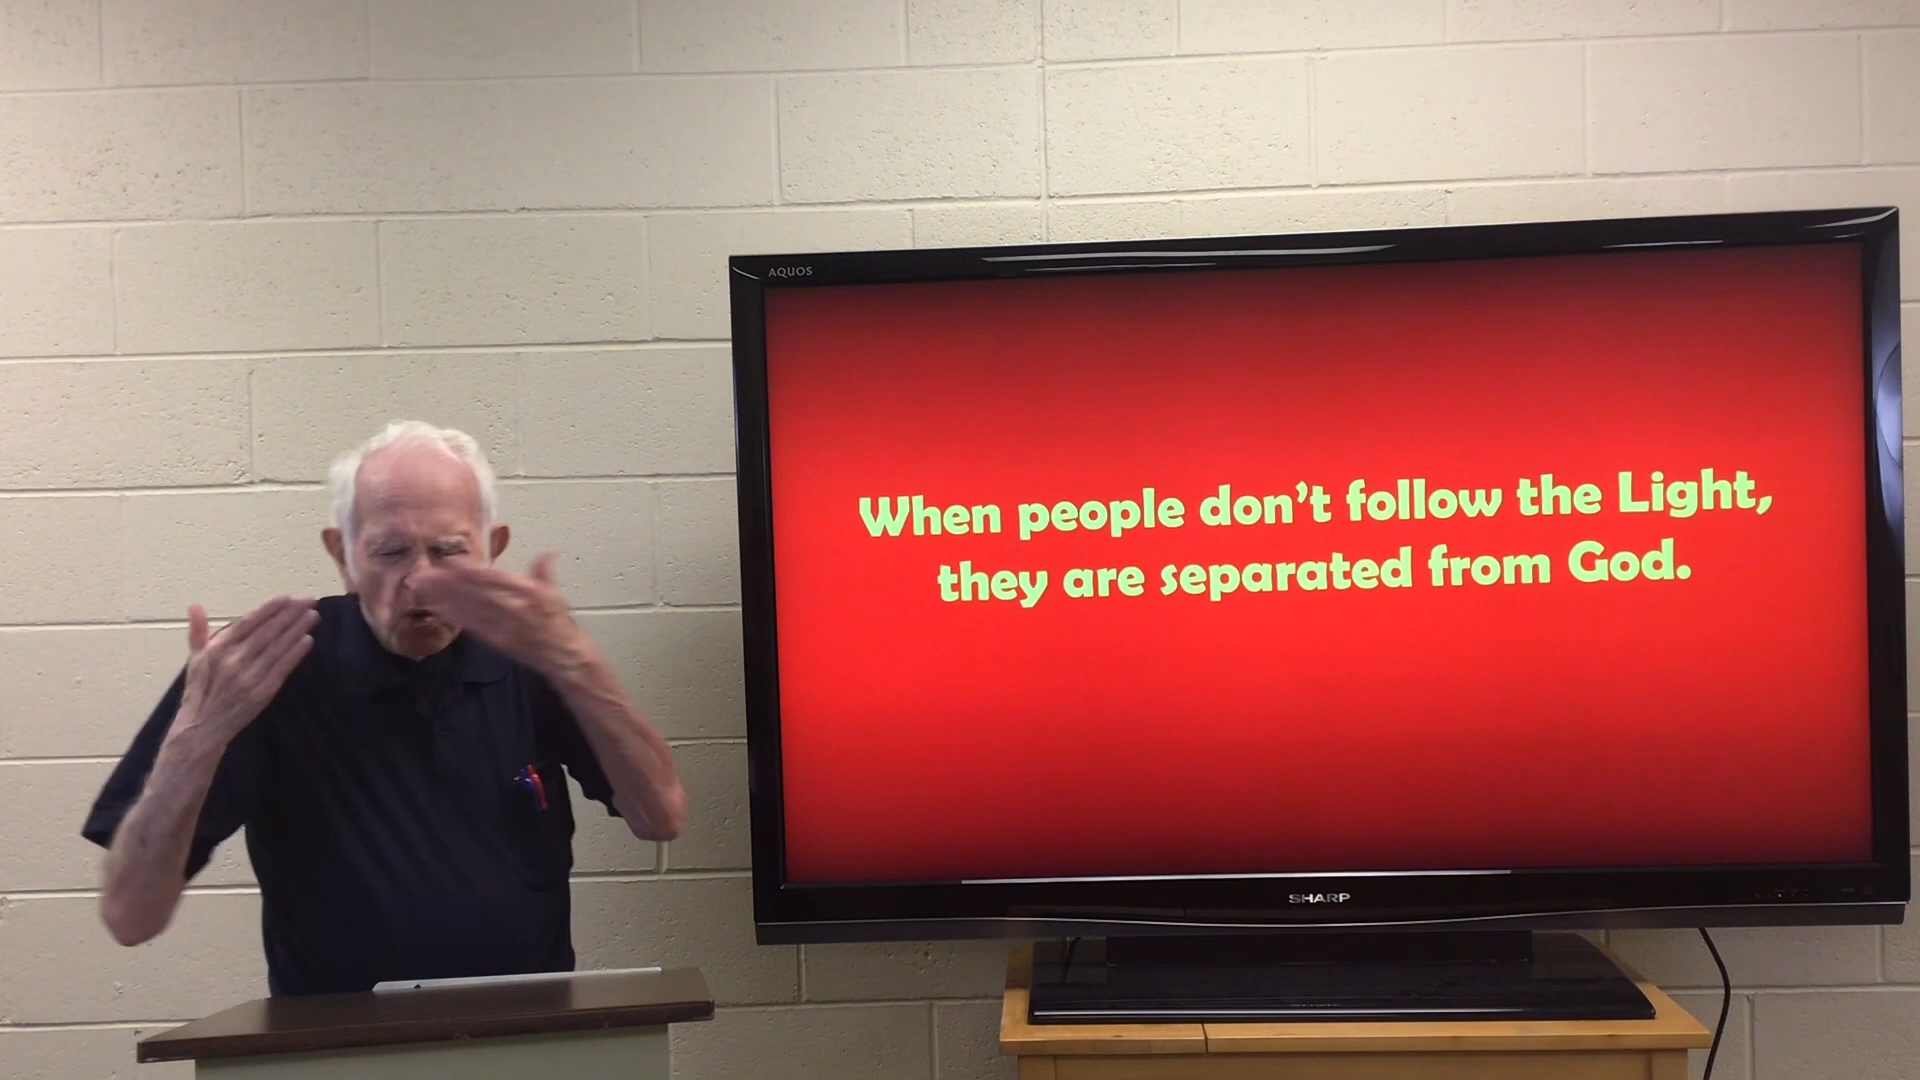 AQUOS
When people don't follow the Light,
they are separated from God.
SHARP